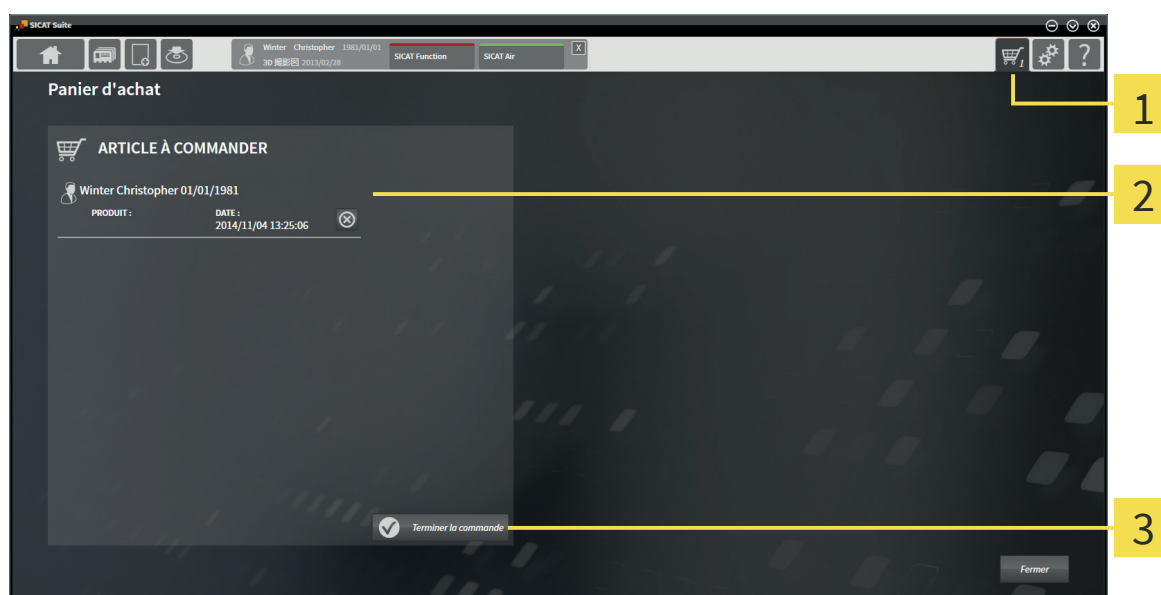 SICAT Suite
Winter Christopher 1981/01/01
3D 撮影図 2013/02/28
SICAT Function
SICAT Air
X
1
?
Panier d'achat
1
ARTICLE À COMMANDER
Winter Christopher 01/01/1981
2
PRODUIT :
DATE :
2014/11/04 13:25:06
Terminer la commande
3
Fermer